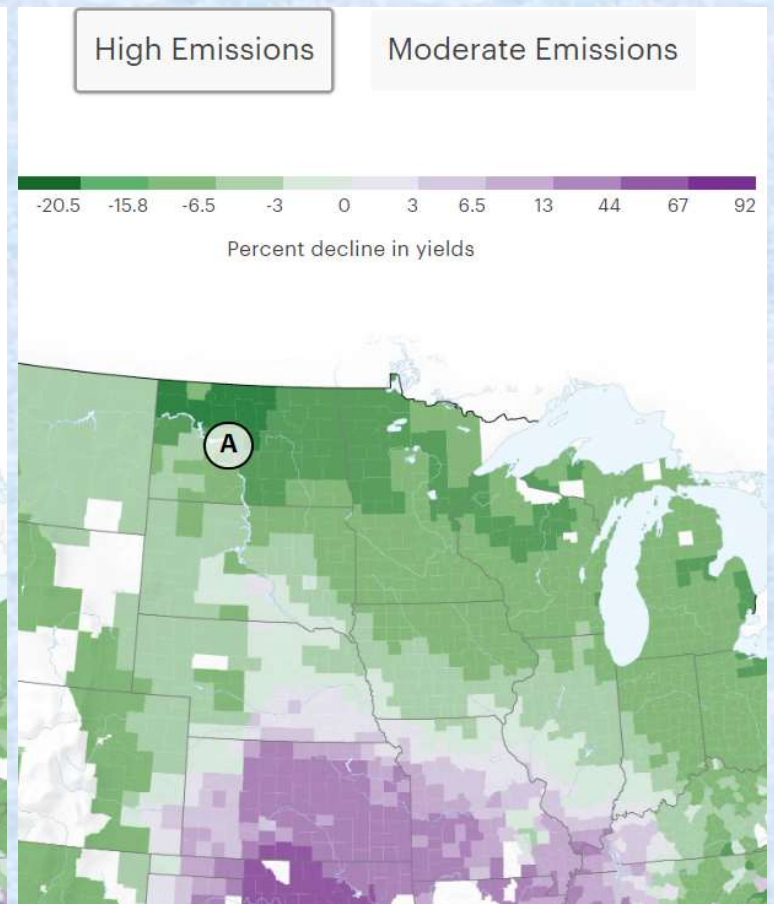 High Emissions Moderate Emissions
-20.5 -15.8 -6.5 -3 0 3 6.5 13 44 67 92
Percent decline in yields
A